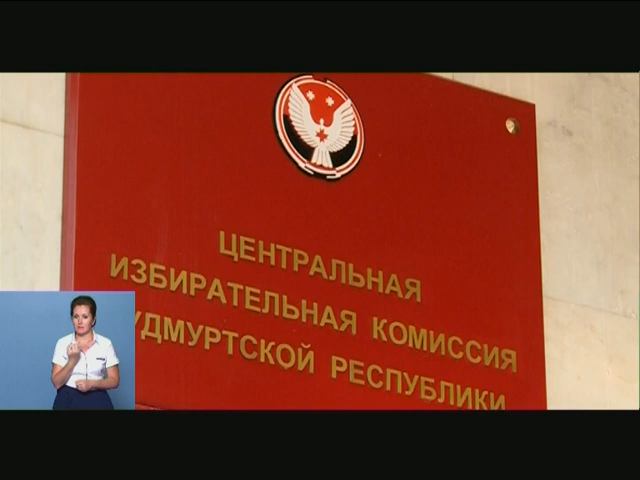 ЦЕНТРАЛЬНАЯ
ИЗБИРАТЕЛЬНАЯ КОМИССИЯ
УДМУРТСКОЙ РЕСПУБЛИКИ